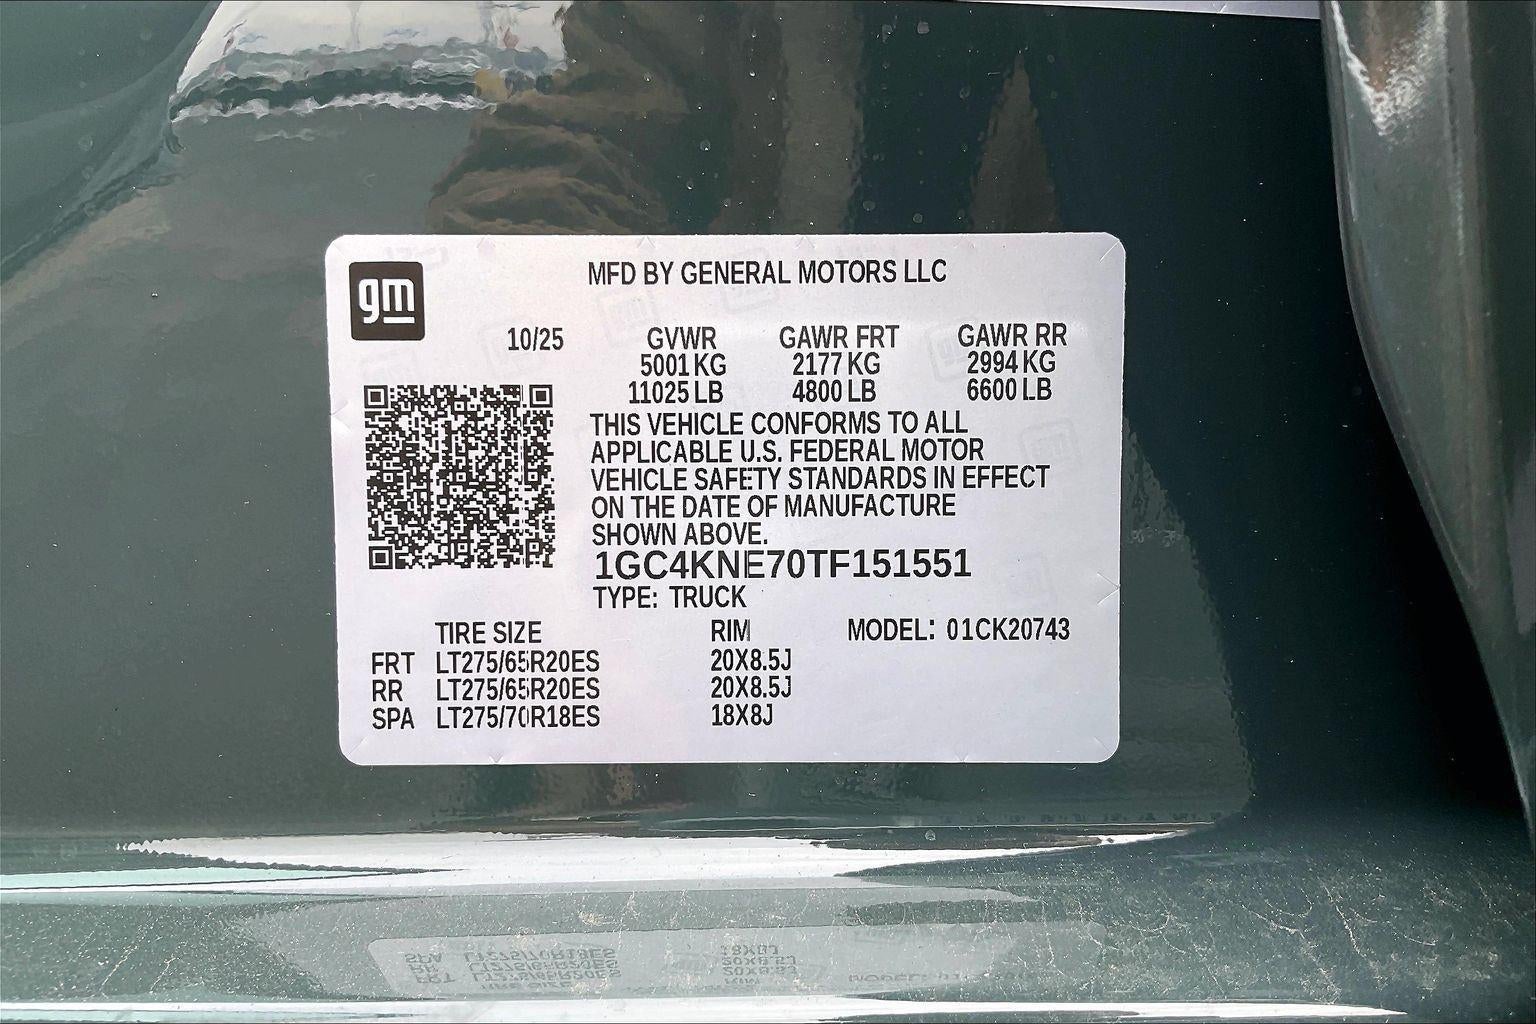 gm
MFD BY GENERAL MOTORS LLC
10/25 GVWR GAWR FRT GAWR RR
5001 KG 2177 KG 2994 KG
11025 LB 4800 LB 6600 LB
THIS VEHICLE CONFORMS TO ALL
APPLICABLE U.S. FEDERAL MOTOR
VEHICLE SAFETY STANDARDS IN EFFECT
ON THE DATE OF MANUFACTURE
SHOWN ABOVE.
1GC4KNE70TF151551
TYPE: TRUCK
TIRE SIZE RIM MODEL: 01CK20743
FRT LT275/65R20ES 20X8.5J
RR LT275/65R20ES 20X8.5J
SPA LT275/70R18ES 18X8J